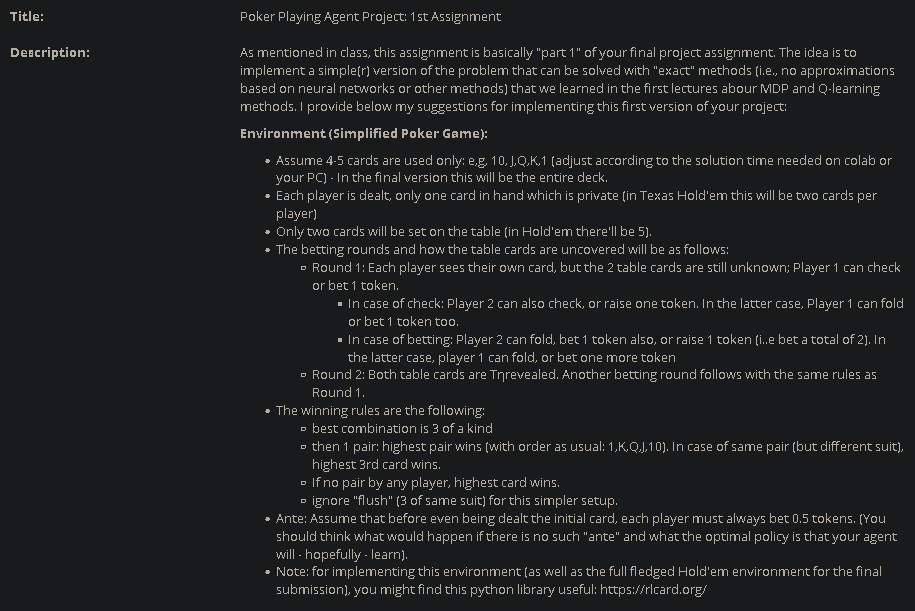 Title: Poker Playing Agent Project: 1st Assignment
Description: As mentioned in class, this assignment is basically "part 1" of your final project assignment. The idea is to
implement a simple(r) version of the problem that can be solved with "exact" methods (i.e., no approximations
based on neural networks or other methods) that we learned in the first lectures abour MDP and Q-learning
methods. I provide below my suggestions for implementing this first version of your project:
Environment (Simplified Poker Game):
• Assume 4-5 cards are used only: e,g, 10, J,Q,K,1 (adjust according to the solution time needed on colab or
your PC) - In the final version this will be the entire deck.
• Each player is dealt, only one card in hand which is private (in Texas Hold'em this will be two cards per
player)
• Only two cards will be set on the table (in Hold'em there'll be 5).
• The betting rounds and how the table cards are uncovered will be as follows:
◦ Round 1: Each player sees their own card, but the 2 table cards are still unknown; Player 1 can check
or bet 1 token.
▪ In case of check: Player 2 can also check, or raise one token. In the latter case, Player 1 can fold
or bet 1 token too.
▪ In case of betting: Player 2 can fold, bet 1 token also, or raise 1 token (i..e bet a total of 2). In
the latter case, player 1 can fold, or bet one more token
◦ Round 2: Both table cards are Τηrevealed. Another betting round follows with the same rules as
Round 1.
• The winning rules are the following:
◦ best combination is 3 of a kind
◦ then 1 pair: highest pair wins (with order as usual: 1,K,Q,J,10). In case of same pair (but different suit),
highest 3rd card wins.
◦ If no pair by any player, highest card wins.
◦ ignore "flush" (3 of same suit) for this simpler setup.
• Ante: Assume that before even being dealt the initial card, each player must always bet 0.5 tokens. (You
should think what would happen if there is no such "ante" and what the optimal policy is that your agent
will - hopefully - learn).
• Note: for implementing this environment (as well as the full fledged Hold'em environment for the final
submission), you might find this python library useful: https://rlcard.org/